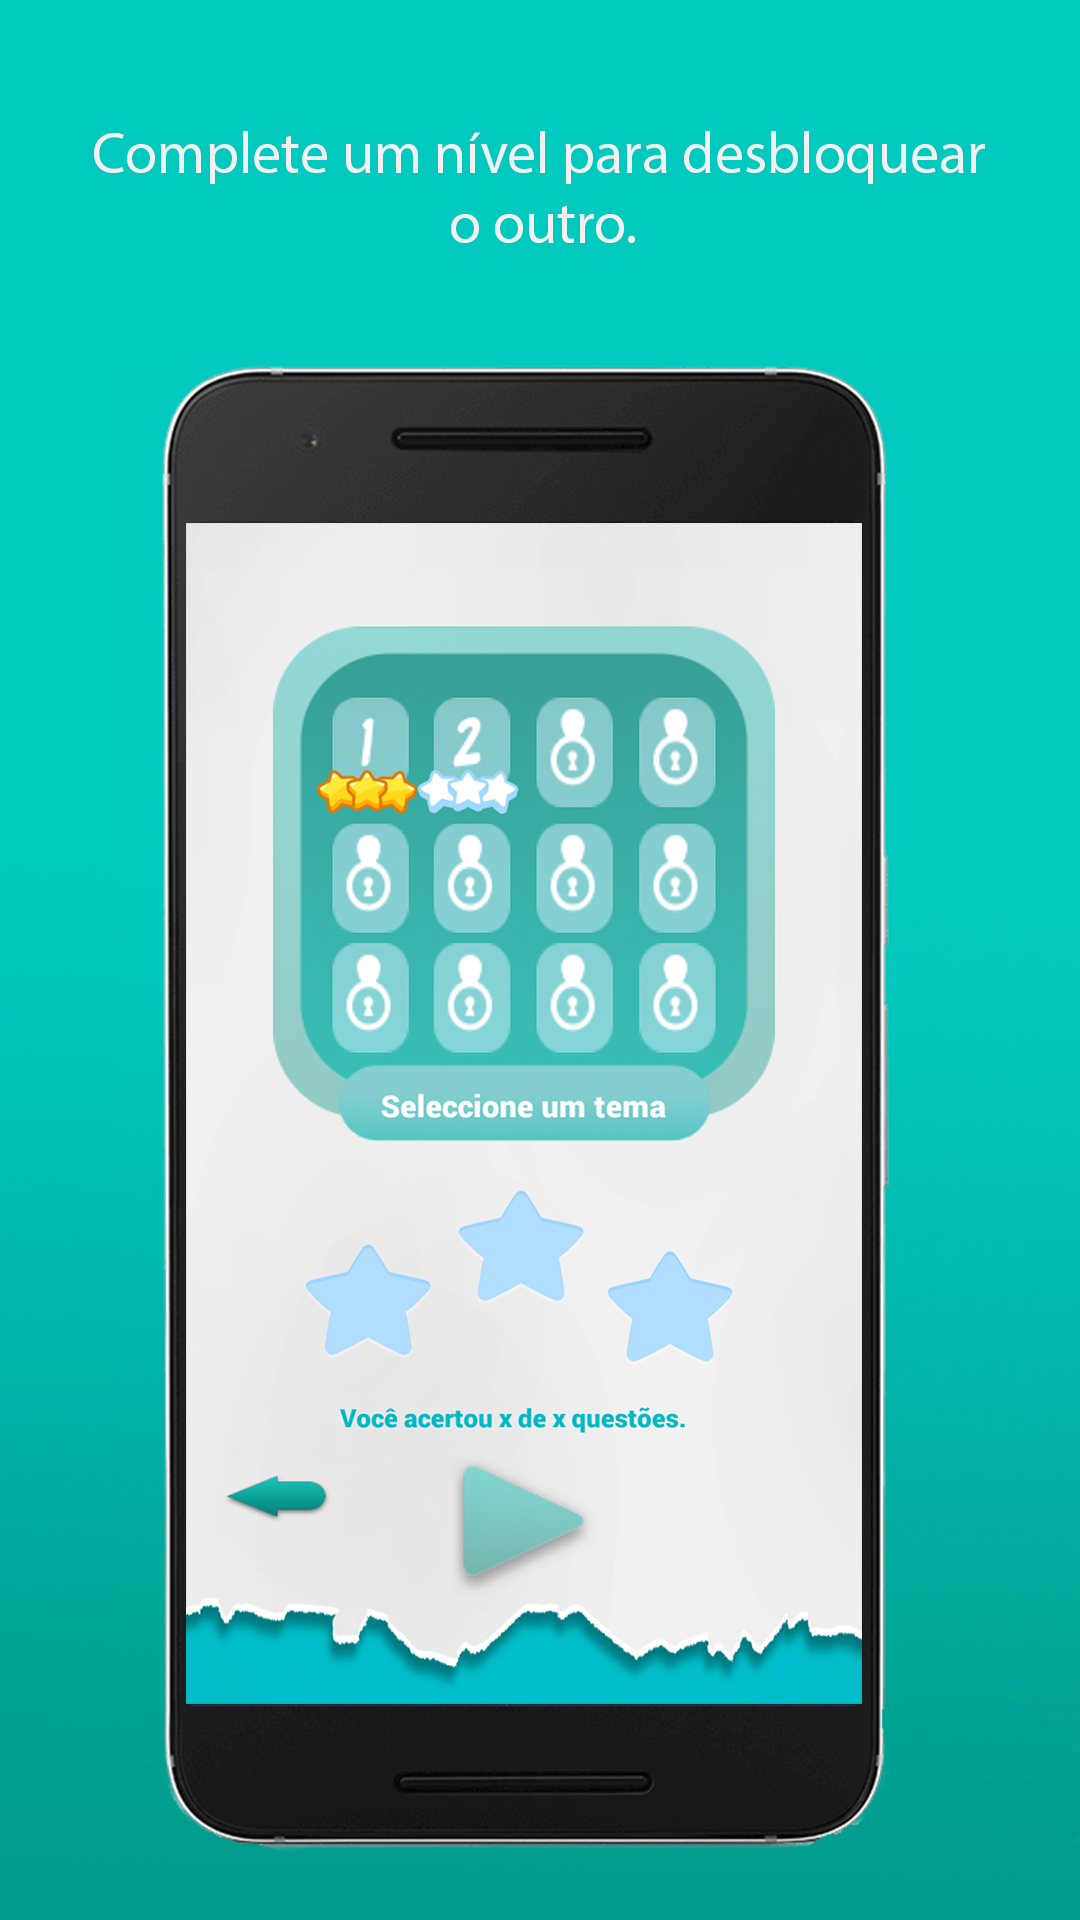 Complete um nível para desbloquear
o outro.
1 2
Seleccione um tema
Você acertou x de x questões.